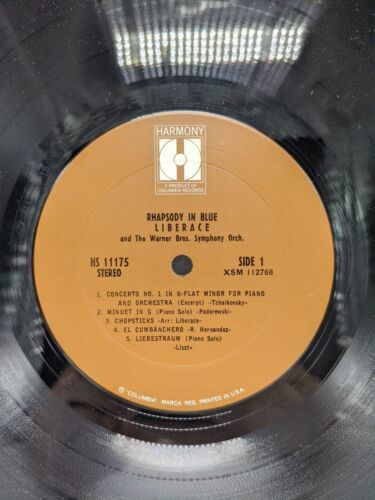 HARMONY
H
A PRODUCT OF
COLUMBIA RECORDS
RHAPSODY IN BLUE
LIBERACE
and The Warner Bros. Symphony Orch.
HS 11175
STEREO
SIDE 1
XSM 112768
1. CONCERTO NO. 1 IN B-FLAT MINOR FOR PIANO
AND ORCHESTRA (Excerpt) -Tchaikovsky-
2. MINUET IN G (Piano Solo) -Paderewski-
3. CHOPSTICKS -Arr: Liberace-
4. EL CUMBANCHERO -R. Hernandez-
5. LIEBESTRAUM (Piano Solo)
-Liszt-
Ⓟ "COLUMBIA", MARCA REG. PRINTED IN U.S.A.